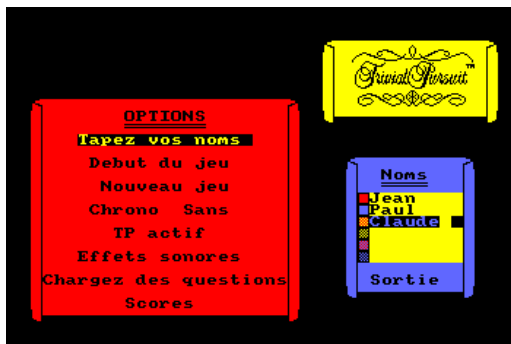 Trivial Pursuit™
OPTIONS
Tapez vos noms
Debut du jeu
Nouveau jeu
Chrono Sans
TP actif
Effets sonores
Chargez des questions
Scores
Noms
Jean
Paul
Claude
Sortie